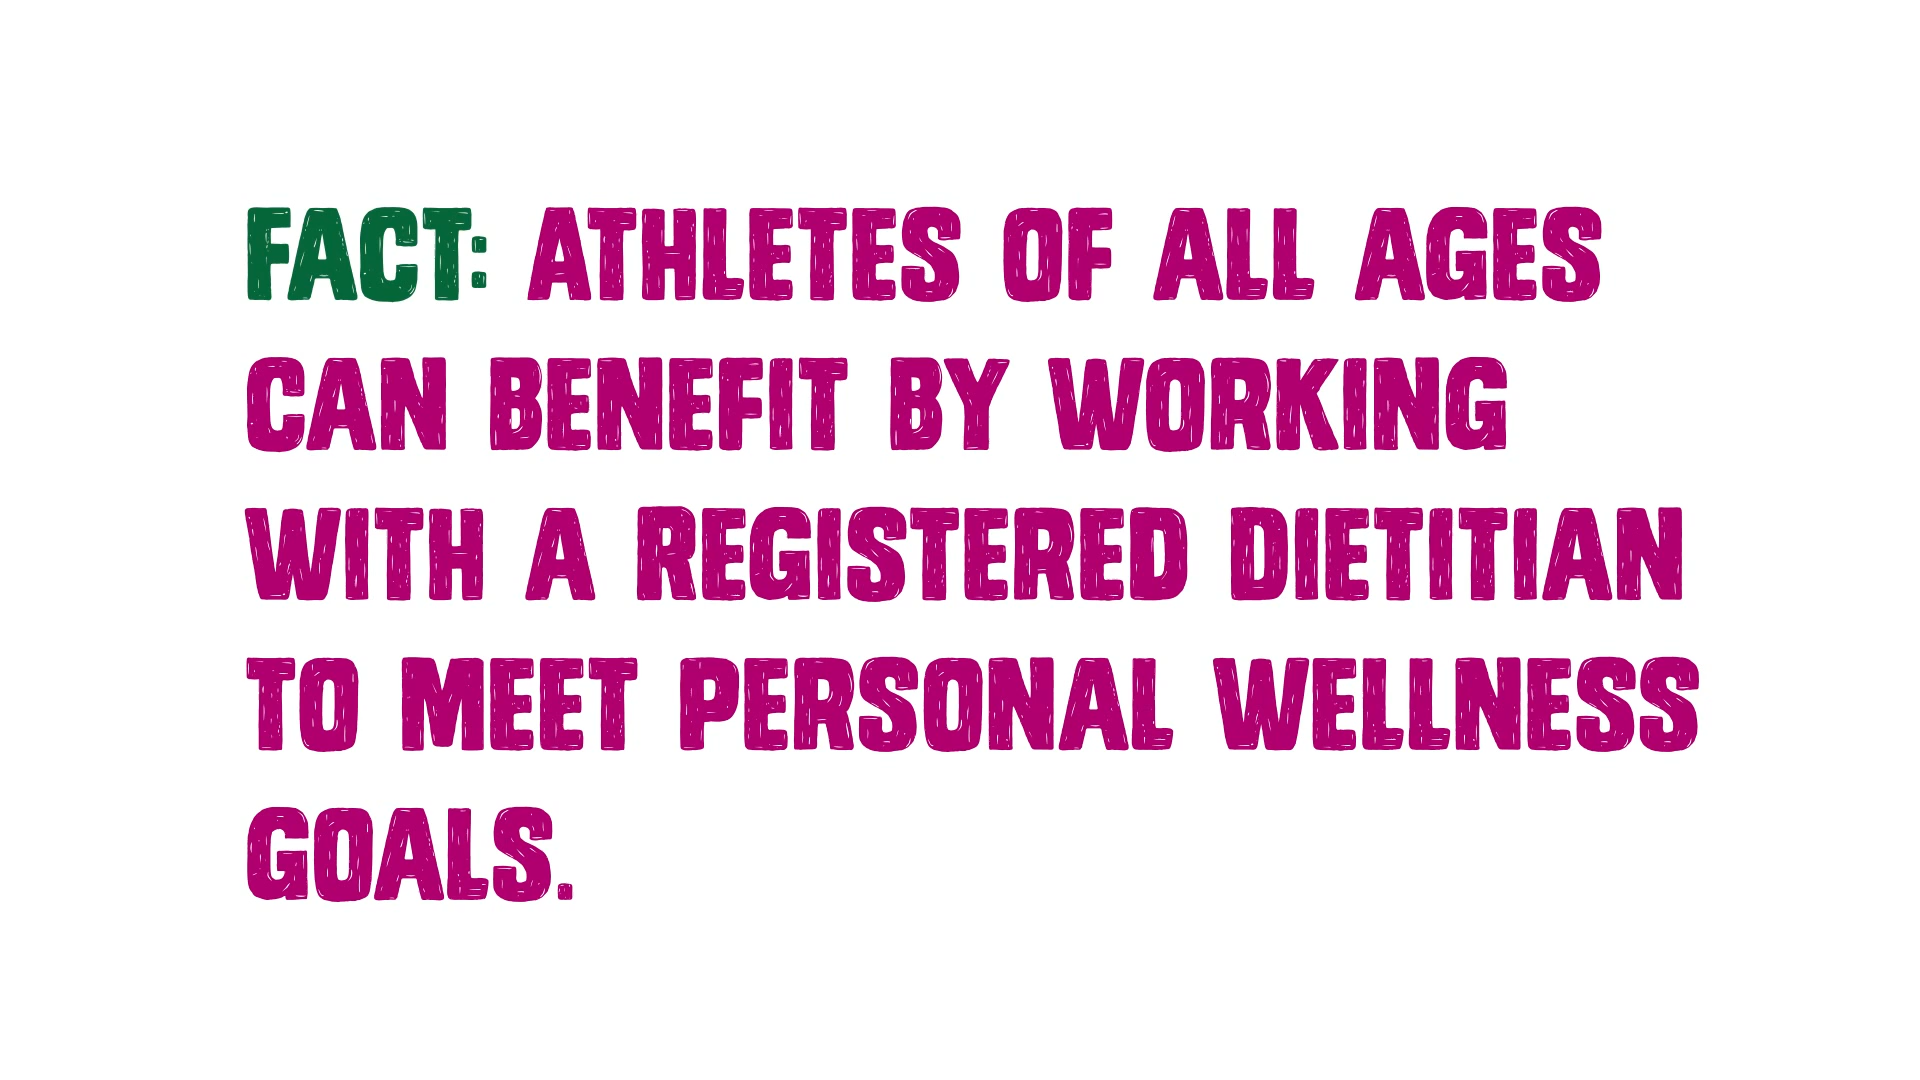 FACT: ATHLETES OF ALL AGES
CAN BENEFIT BY WORKING
WITH A REGISTERED DIETITIAN
TO MEET PERSONAL WELLNESS
GOALS.